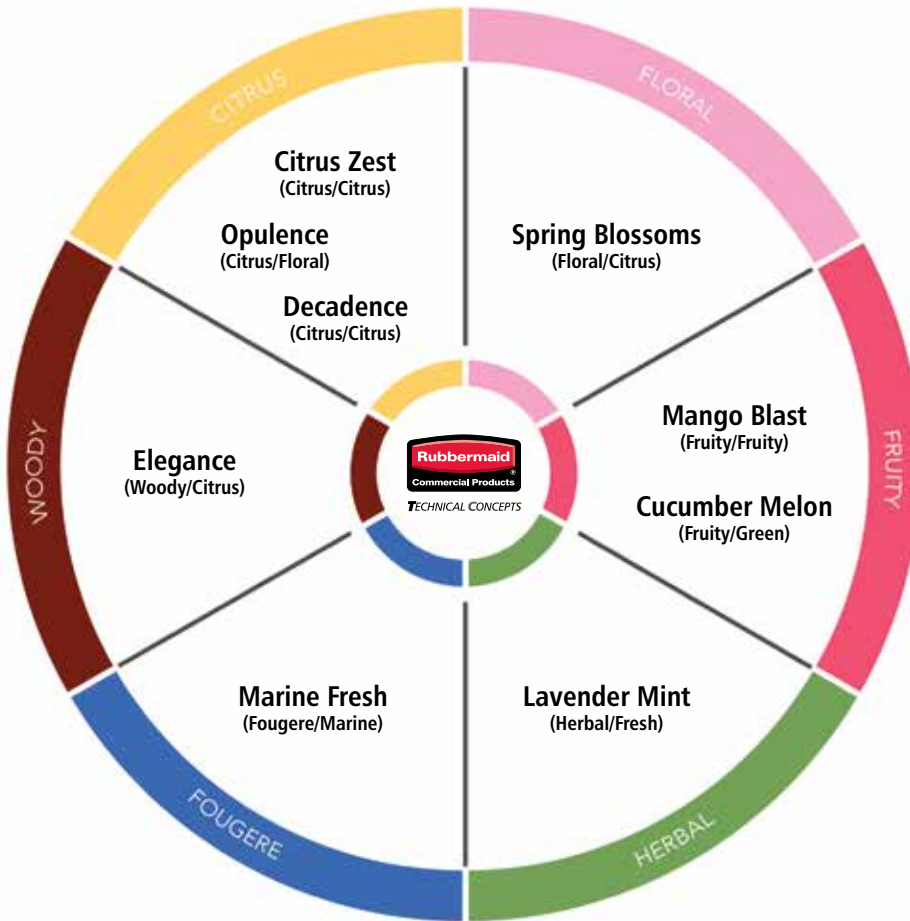 CITRUS
FLORAL
Citrus Zest
(Citrus/Citrus)
Opulence
(Citrus/Floral)
Decadence
(Citrus/Citrus)
Spring Blossoms
(Floral/Citrus)
WOODY
Elegance
(Woody/Citrus)
Rubbermaid
®
Commercial Products
TECHNICAL CONCEPTS
Mango Blast
(Fruity/Fruity)
Cucumber Melon
(Fruity/Green)
FRUITY
Marine Fresh
(Fougere/Marine)
Lavender Mint
(Herbal/Fresh)
FOUGERE
HERBAL